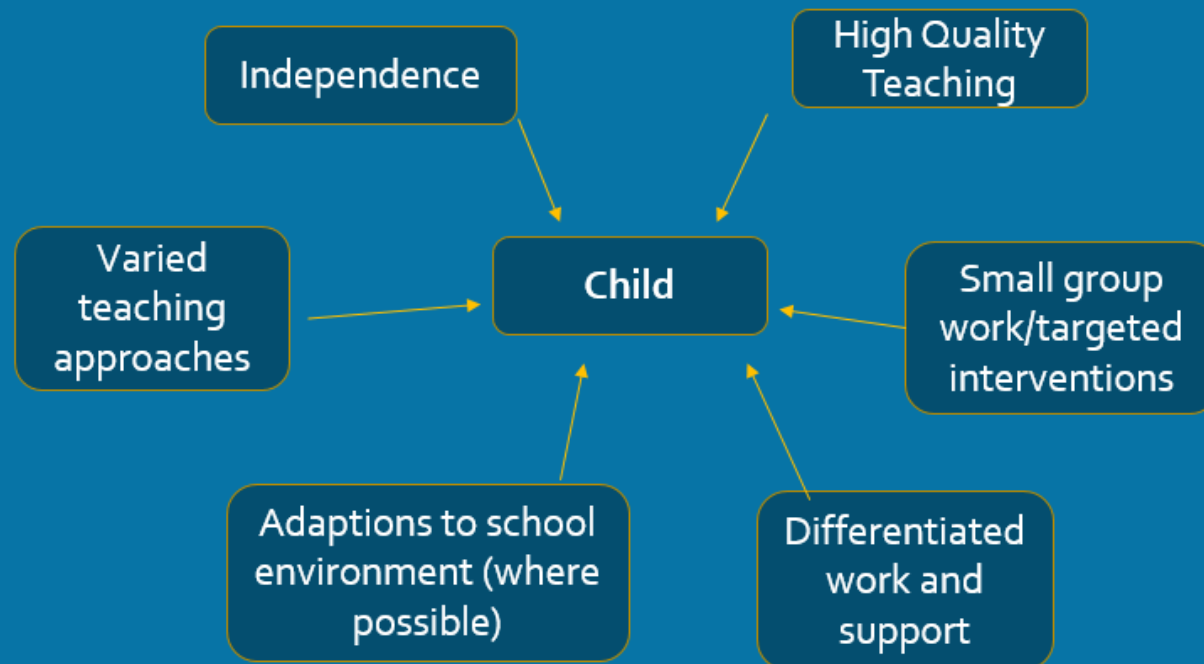 Independence
High Quality
Teaching
Varied
teaching
approaches
Child
Small group
work/targeted
interventions
Adaptions to school
environment (where
possible)
Differentiated
work and
support